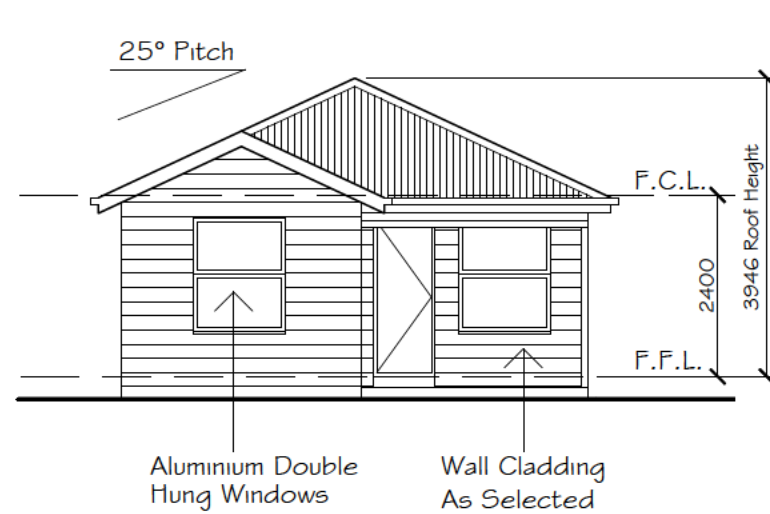 25° Pitch
F.C.L.
3946 Roof Height
2400
F.F.L.
Aluminium Double
Hung Windows
Wall Cladding
As Selected